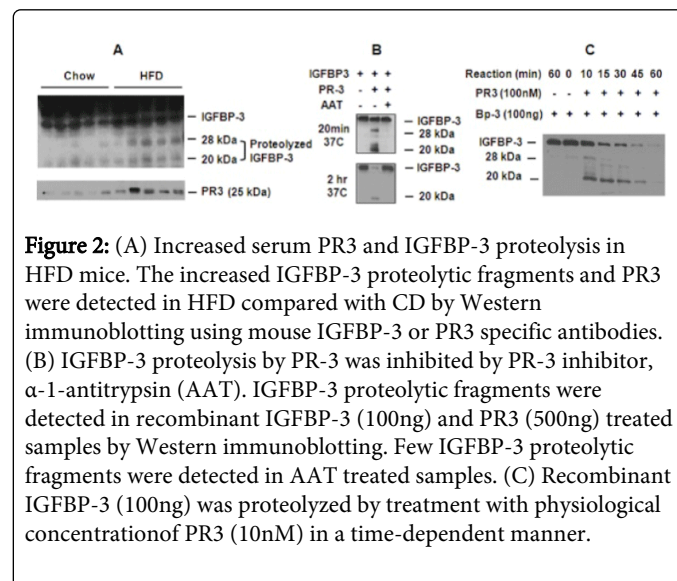 A
Chow HFD
IGFBP-3
28 kDa
20 kDa
Proteolyzed
IGFBP-3
PR3 (25 kDa)
B
IGFBP3 + + +
PR-3 - + +
AAT - - +
20min
37C
IGFBP-3
28 kDa
20 kDa
2 hr
37C
IGFBP-3
20 kDa
C
Reaction (min) 60 0 10 15 30 45 60
PR3 (100nM) - - + + + + +
Bp-3 (100ng) + + + + + + +
IGFBP-3
28 kDa
20 kDa
Figure 2: (A) Increased serum PR3 and IGFBP-3 proteolysis in
HFD mice. The increased IGFBP-3 proteolytic fragments and PR3
were detected in HFD compared with CD by Western
immunoblotting using mouse IGFBP-3 or PR3 specific antibodies.
(B) IGFBP-3 proteolysis by PR-3 was inhibited by PR-3 inhibitor,
α-1-antitrypsin (AAT). IGFBP-3 proteolytic fragments were
detected in recombinant IGFBP-3 (100ng) and PR3 (500ng) treated
samples by Western immunoblotting. Few IGFBP-3 proteolytic
fragments were detected in AAT treated samples. (C) Recombinant
IGFBP-3 (100ng) was proteolyzed by treatment with physiological
concentrationof PR3 (10nM) in a time-dependent manner.